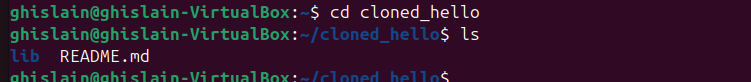 ghislain@ghislain-VirtualBox:~$ cd cloned_hello
ghislain@ghislain-VirtualBox:~/cloned_hello$ ls
lib README.md
ghislain@ghislain-VirtualBox:~/cloned_hello$